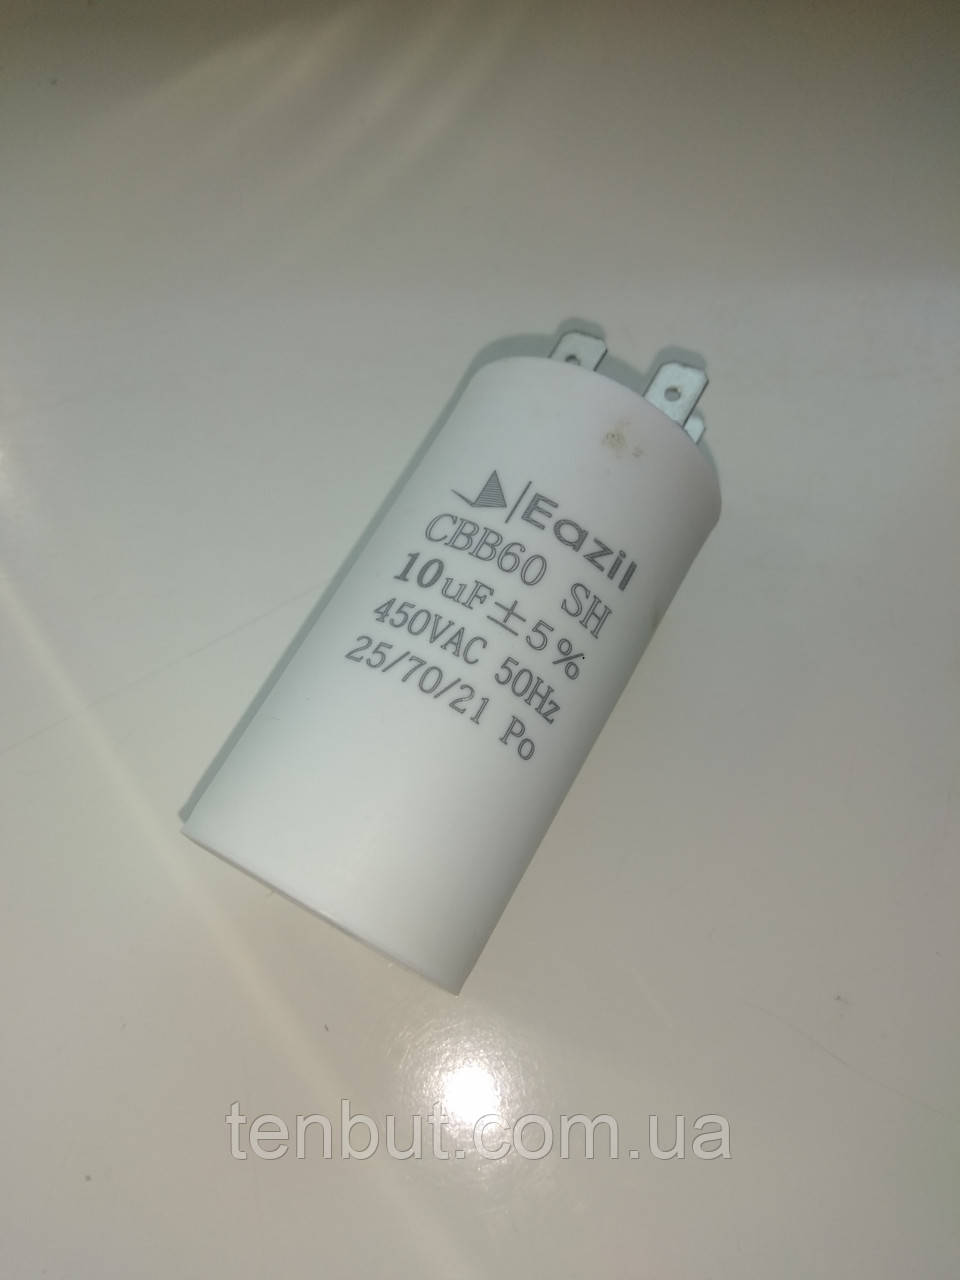 Eazil
CBB60 SH
10uF±5%
450VAC 50Hz
25/70/21 Po
tenbut.com.ua